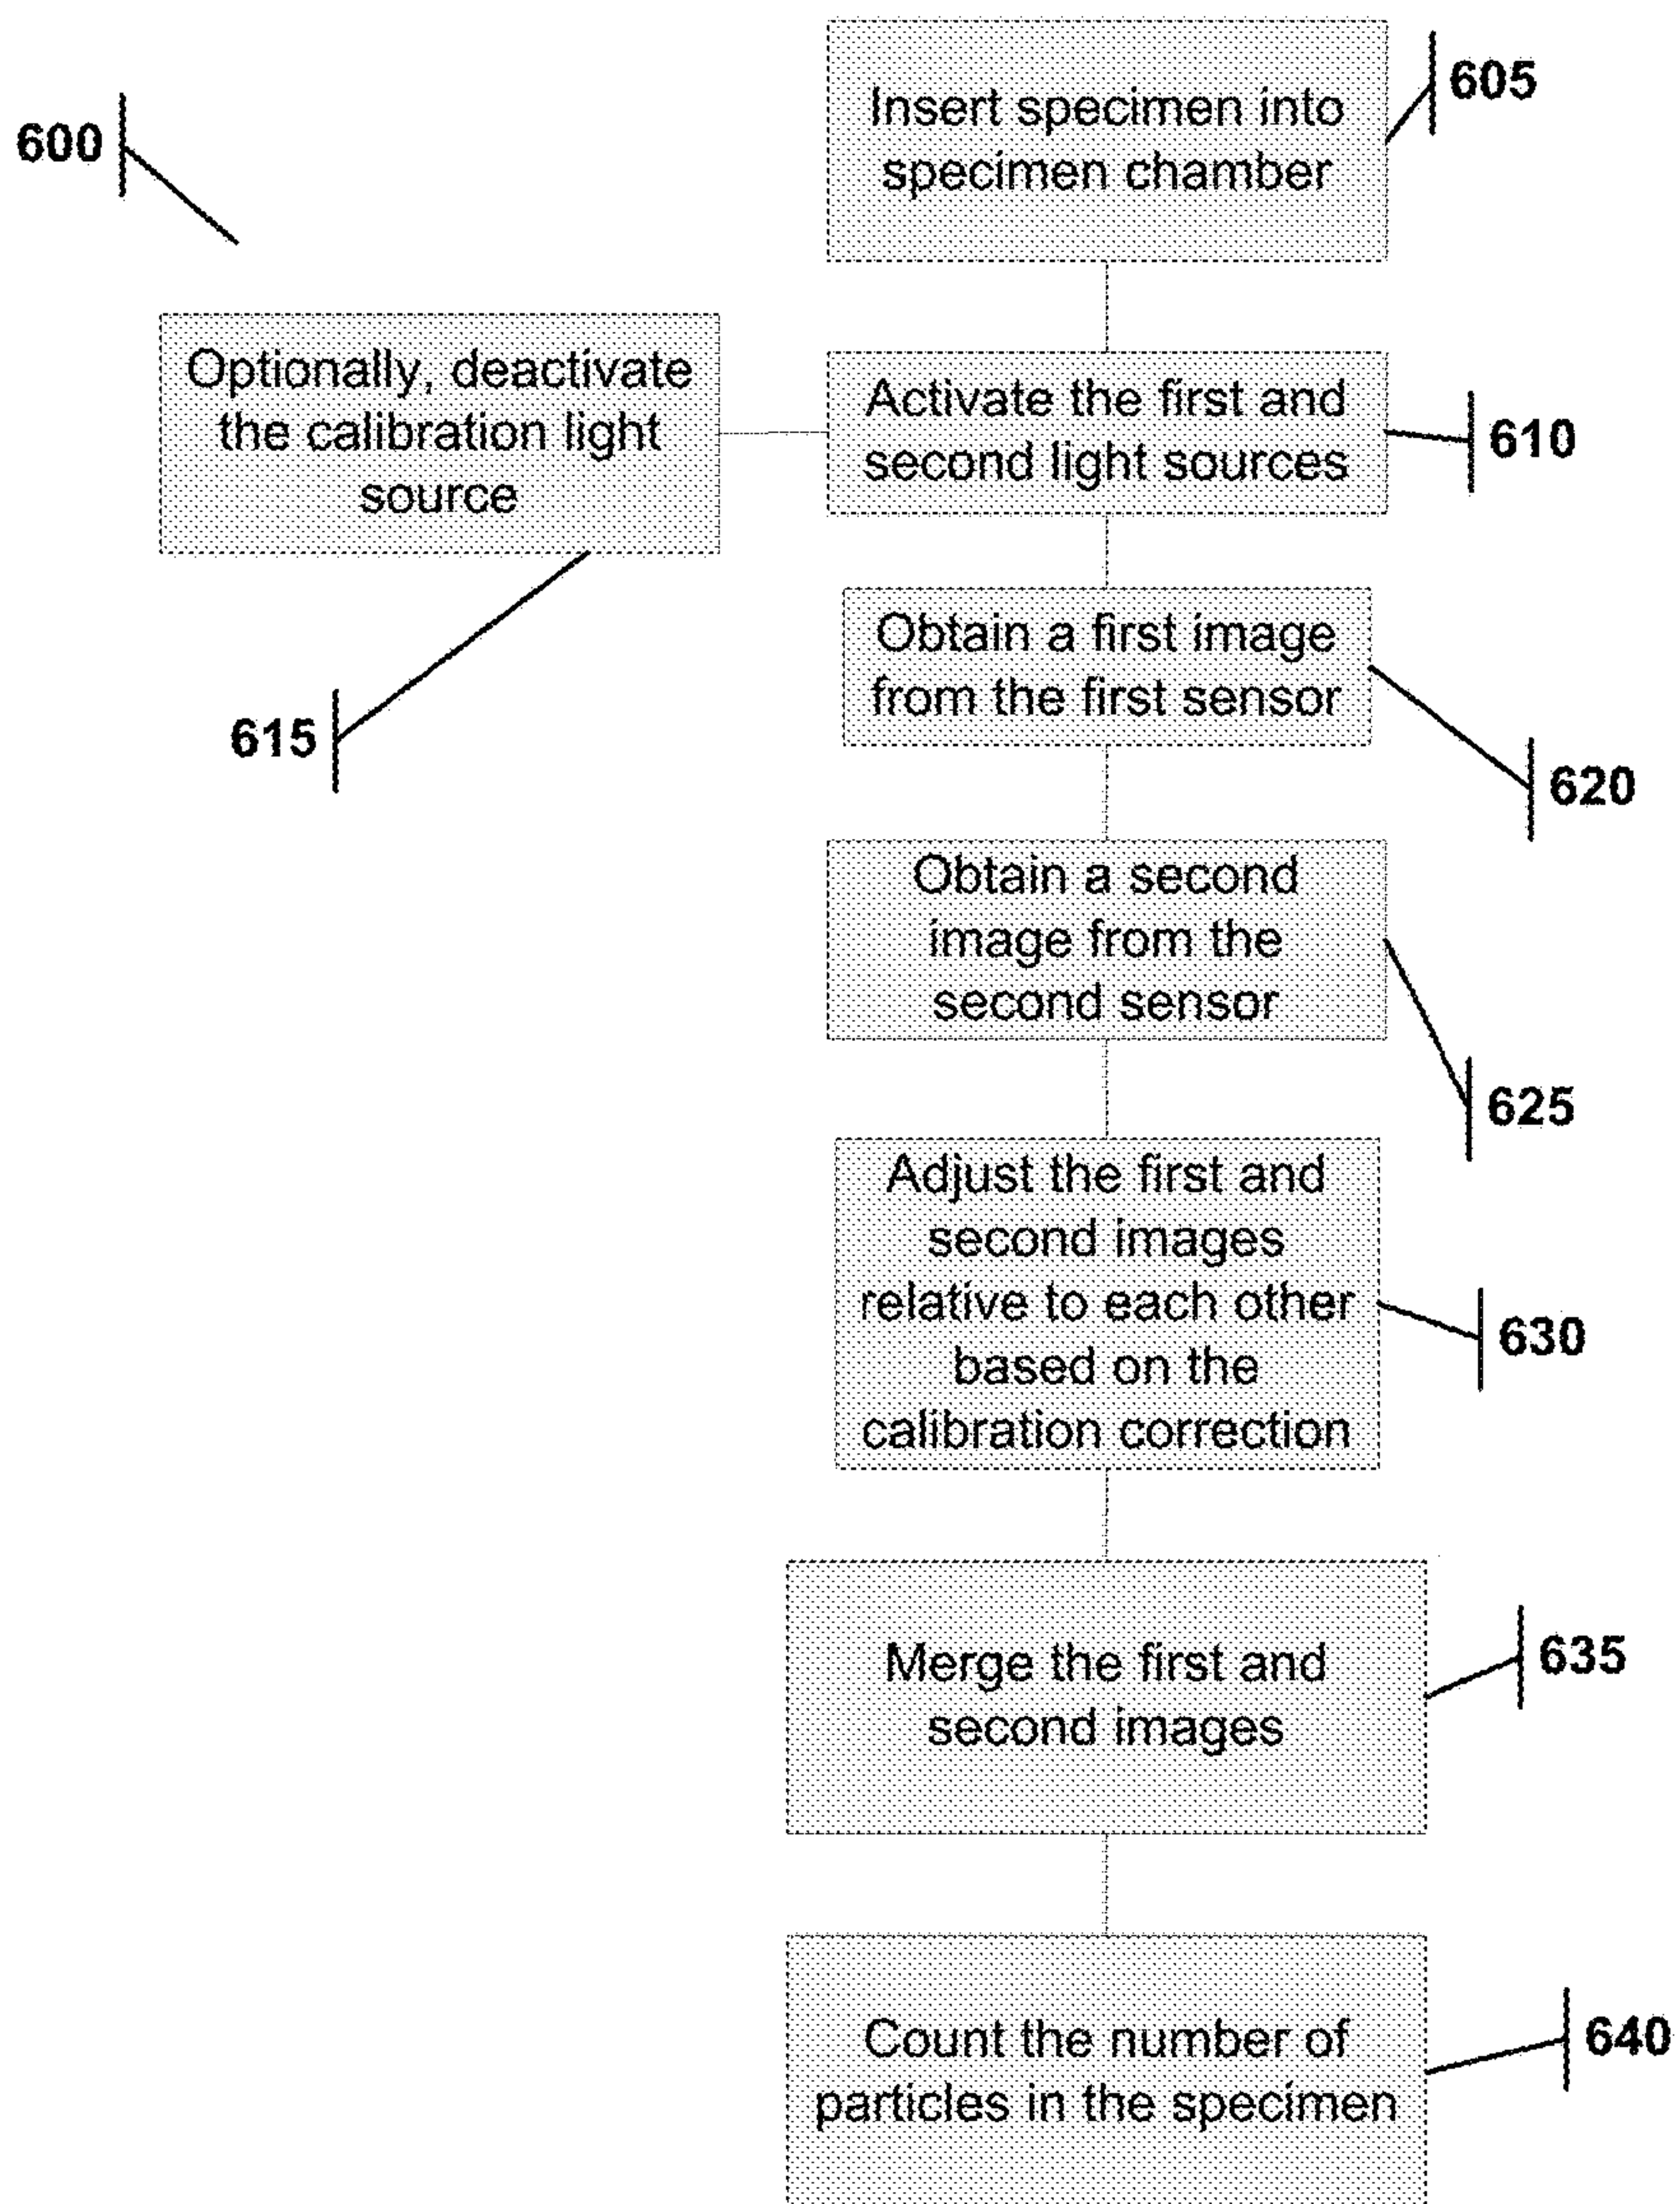 Insert specimen into
specimen chamber
605
600
Optionally, deactivate
the calibration light
source
615
Activate the first and
second light sources
610
Obtain a first image
from the first sensor
620
Obtain a second
image from the
second sensor
625
Adjust the first and
second images
relative to each other
based on the
calibration correction
630
Merge the first and
second images
635
Count the number of
particles in the specimen
640